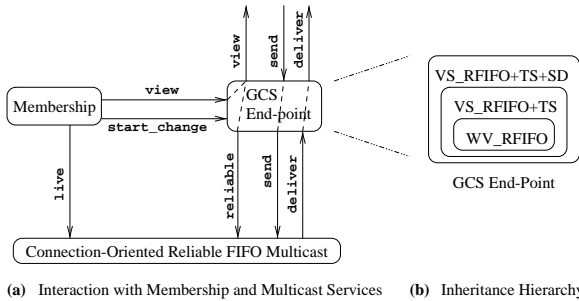 view
send
deliver
Membership
view
start_change
GCS
End-point
live
reliable
send
deliver
Connection-Oriented Reliable FIFO Multicast
VS_RFIFO+TS+SD
VS_RFIFO+TS
WV_RFIFO
GCS End-Point
(a) Interaction with Membership and Multicast Services
(b) Inheritance Hierarchy